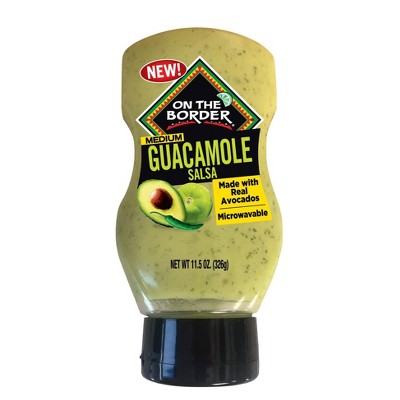 NEW!
ON THE
BORDER
MEDIUM
GUACAMOLE
SALSA
Made with
Real
Avocados
Microwavable
NET WT 11.5 OZ. (326g)